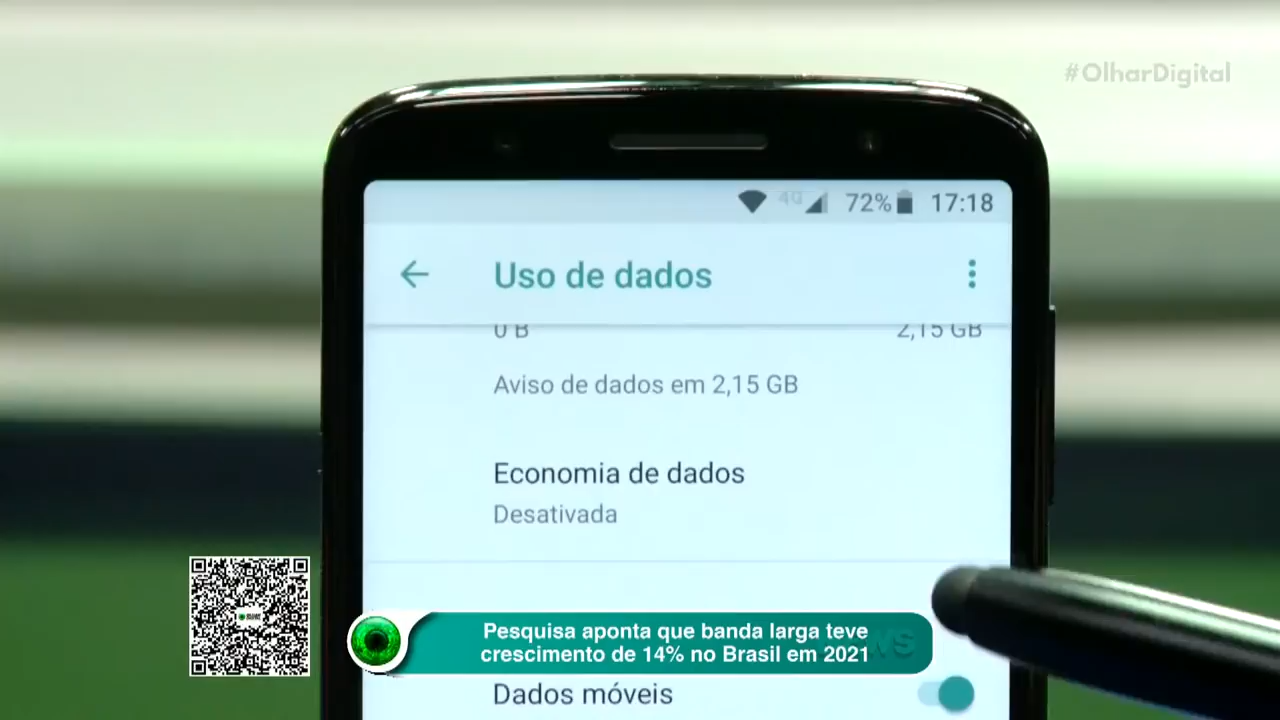 #OlharDigital
4G 72% 17:18
Uso de dados
0 B 2,15 GB
Aviso de dados em 2,15 GB
Economia de dados
Desativada
Pesquisa aponta que banda larga teve
crescimento de 14% no Brasil em 2021
Dados móveis